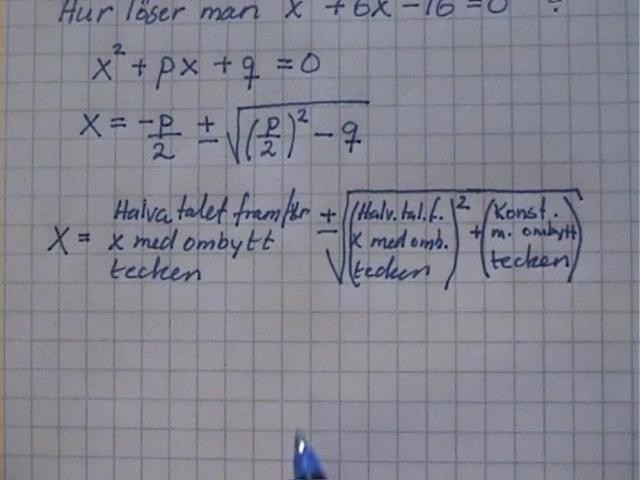 Hur löser man x² + 6x - 16 = 0 ?
x² + px + q = 0
x = -p/2 ± √((p/2)² - q)
x = Halva talet framför x med ombytt tecken ± √((Halv. tal. f. x med omb. tecken)² + (Konst. m. ombytt tecken))